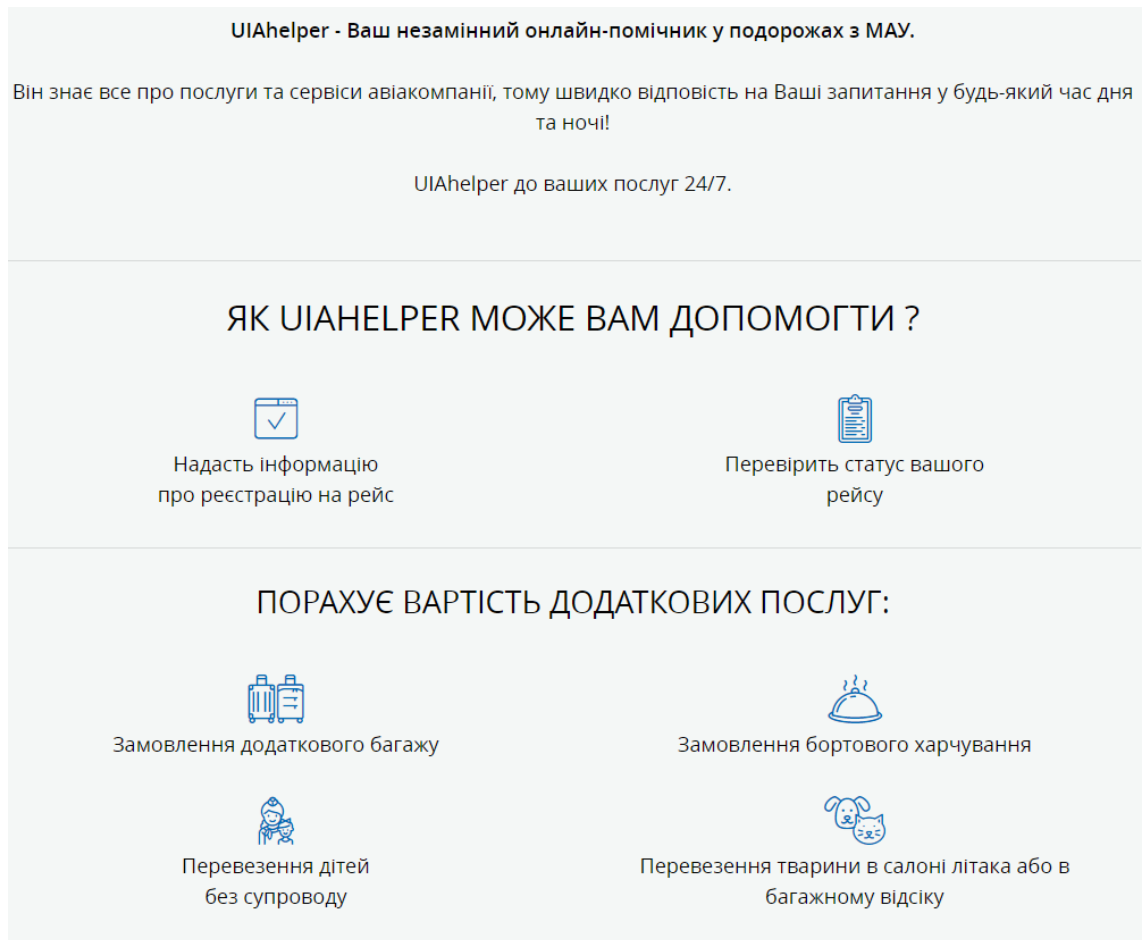 UIAhelper - Ваш незамінний онлайн-помічник у подорожах з МАУ.
Він знає все про послуги та сервіси авіакомпанії, тому швидко відповість на Ваші запитання у будь-який час дня
та ночі!
UIAhelper до ваших послуг 24/7.
ЯК UIAHELPER МОЖЕ ВАМ ДОПОМОГТИ ?
Надасть інформацію
про реєстрацію на рейс
Перевірить статус вашого
рейсу
ПОРАХУЄ ВАРТІСТЬ ДОДАТКОВИХ ПОСЛУГ:
Замовлення додаткового багажу
Замовлення бортового харчування
Перевезення дітей
без супроводу
Перевезення тварини в салоні літака або в
багажному відсіку